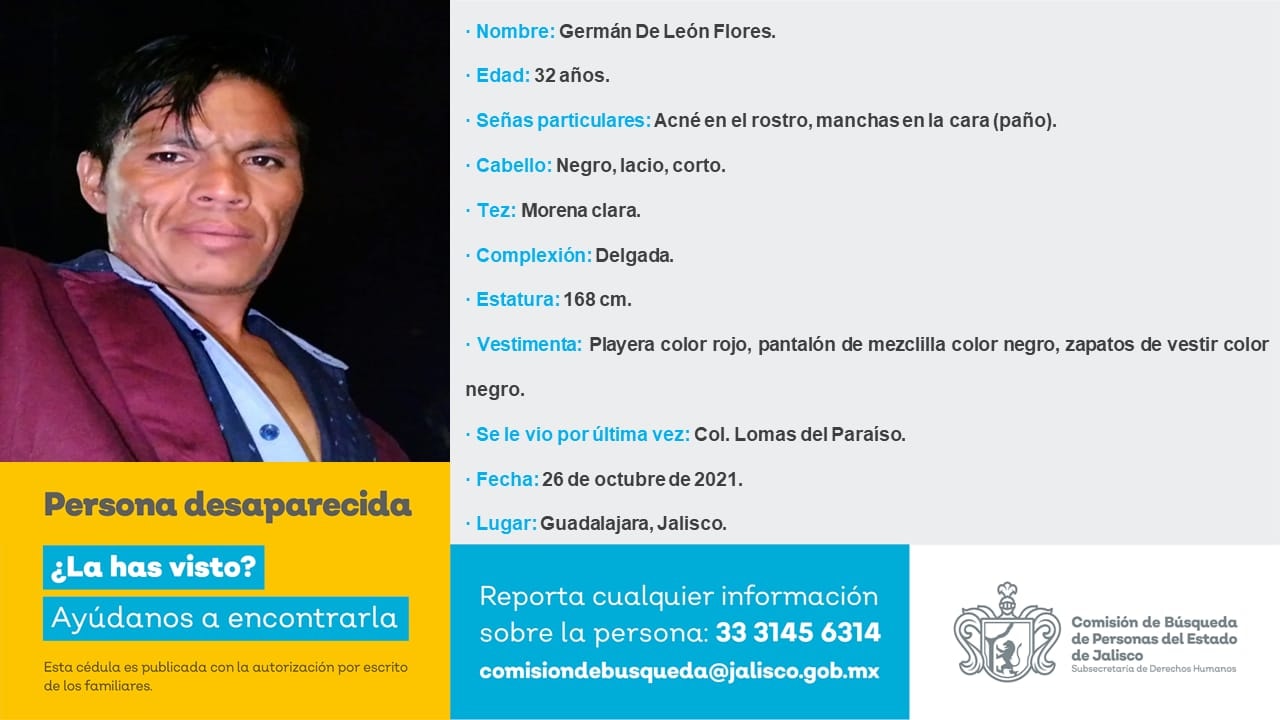 · Nombre: Germán De León Flores.
· Edad: 32 años.
· Señas particulares: Acné en el rostro, manchas en la cara (paño).
· Cabello: Negro, lacio, corto.
· Tez: Morena clara.
· Complexión: Delgada.
· Estatura: 168 cm.
· Vestimenta: Playera color rojo, pantalón de mezclilla color negro, zapatos de vestir color
negro.
· Se le vio por última vez: Col. Lomas del Paraíso.
· Fecha: 26 de octubre de 2021.
· Lugar: Guadalajara, Jalisco.
Persona desaparecida
¿La has visto?
Ayúdanos a encontrarla
Esta cédula es publicada con la autorización por escrito
de los familiares.
Reporta cualquier información
sobre la persona: 33 3145 6314
comisiondebusqueda@jalisco.gob.mx
Comisión de Búsqueda
de Personas del Estado
de Jalisco
Subsecretaría de Derechos Humanos